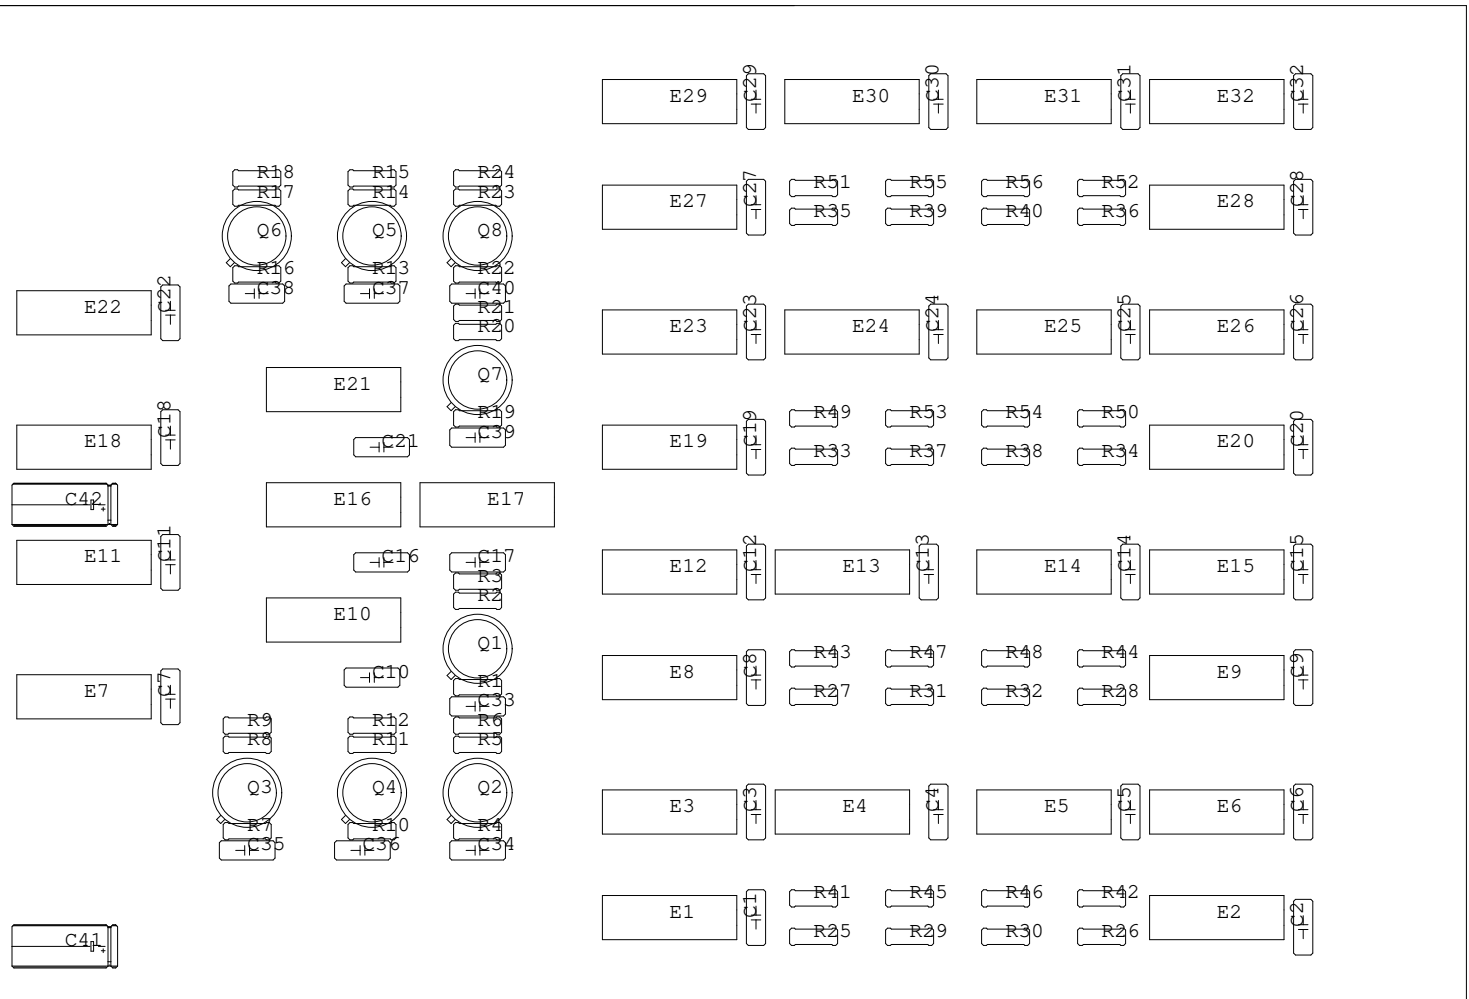 C29 C30 C31 C32
E29 E30 E31 E32
R18 R15 R24
C27 R51 R55 R56 R52 C28
R17 R14 R23
E27 E28
R35 R39 R40 R36
Q6 Q5 Q8
R16 R13 R22
C22 C38 C37 C40
E22 R21 C23 C24 C25 C26
R20 E23 E24 E25 E26
Q7
E21
C18 R19 C19 R49 R53 R54 R50 C20
C39
E18 C21 E19 E20
R33 R37 R38 R34
C42 E16 E17
C11 C12 C13 C14 C15
E11 C16 C17 E12 E13 E14 E15
R3
R2
E10
Q1
C10 C8 R43 R47 R48 R44 C9
E8 E9
C7 R1
E7 R27 R31 R32 R28
C33
R9 R12 R6
R8 R11 R5
Q3 Q4 Q2
C3 C4 C5 C6
E3 E4 E5 E6
R7 R10 R4
C35 C36 C34
R41 R45 R46 R42
C1 C2
E1 E2
R25 R29 R30 R26
C41